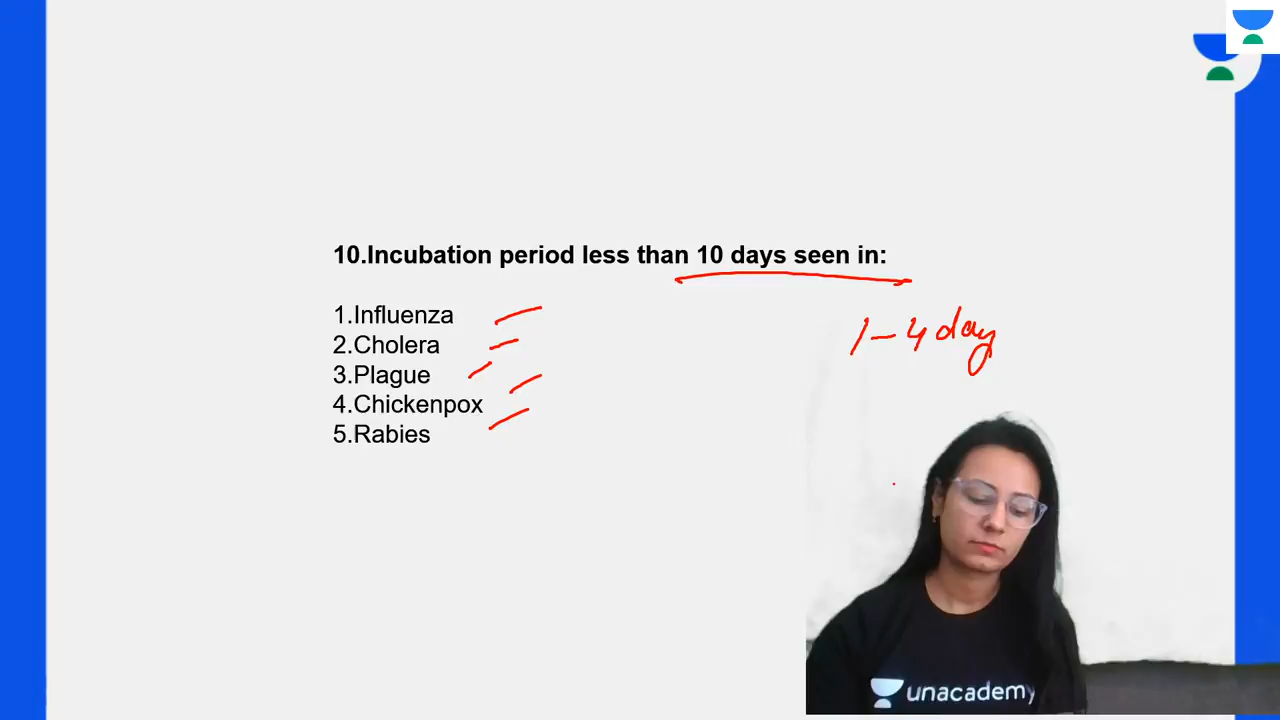 10.Incubation period less than 10 days seen in:
1.Influenza
2.Cholera
3.Plague
4.Chickenpox
5.Rabies
1-4 day
unacademy